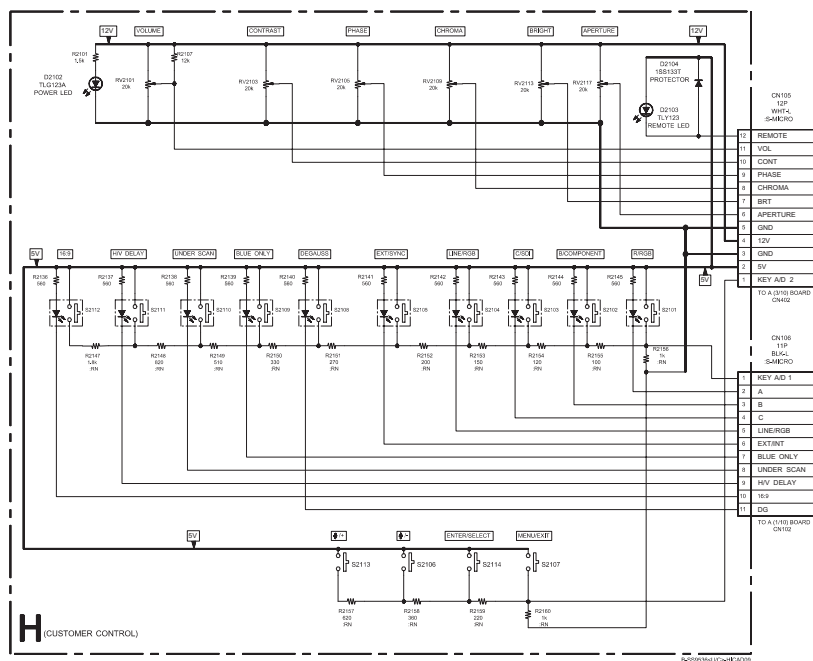 12V
VOLUME
CONTRAST
PHASE
CHROMA
BRIGHT
APERTURE
12V
R2101
1.5k
R2107
12k
D2102
TLG123A
POWER LED
RV2101
20k
RV2103
20k
RV2105
20k
RV2109
20k
RV2113
20k
RV2117
20k
D2104
1SS133T
PROTECTOR
D2103
TLY123
REMOTE LED
CN105
12P
WHT-L
:S-MICRO
12 REMOTE
11 VOL
10 CONT
9 PHASE
8 CHROMA
7 BRT
6 APERTURE
5 GND
4 12V
3 GND
2 5V
1 KEY A/D 2
TO A (3/10) BOARD
CN402
5V
16:9
H/V DELAY
UNDER SCAN
BLUE ONLY
DEGAUSS
EXT/SYNC
LINE/RGB
C/SDI
B/COMPONENT
R/RGB
5V
R2136
560
R2137
560
R2138
560
R2139
560
R2140
560
R2141
560
R2142
560
R2143
560
R2144
560
R2145
560
S2112
S2111
S2110
S2109
S2108
S2105
S2104
S2103
S2102
S2101
R2147
1.8k
:RN
R2148
620
:RN
R2149
510
:RN
R2150
330
:RN
R2151
270
:RN
R2152
200
:RN
R2153
150
:RN
R2154
120
:RN
R2155
100
:RN
R2156
1k
:RN
CN106
11P
BLK-L
:S-MICRO
1 KEY A/D 1
2 A
3 B
4 C
5 LINE/RGB
6 EXT/INT
7 BLUE ONLY
8 UNDER SCAN
9 H/V DELAY
10 16:9
11 DG
TO A (1/10) BOARD
CN102
5V
/+
/-
ENTER/SELECT
MENU/EXIT
S2113
S2106
S2114
S2107
R2157
620
:RN
R2158
360
:RN
R2159
220
:RN
R2160
1k
:RN
H (CUSTOMER CONTROL)